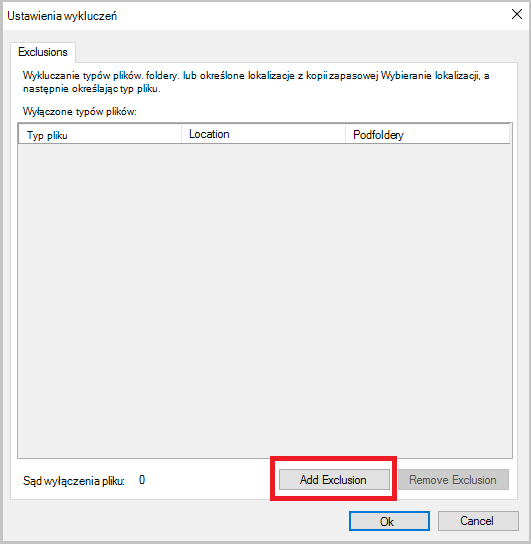 Ustawienia wykluczeń
Exclusions
Wykluczanie typów plików. foldery. lub określone lokalizacje z kopii zapasowej Wybieranie lokalizacji, a
następnie określając typ pliku.
Wyłączone typów plików:
Typ pliku Location Podfoldery
Sąd wyłączenia pliku: 0 Add Exclusion Remove Exclusion
Ok Cancel